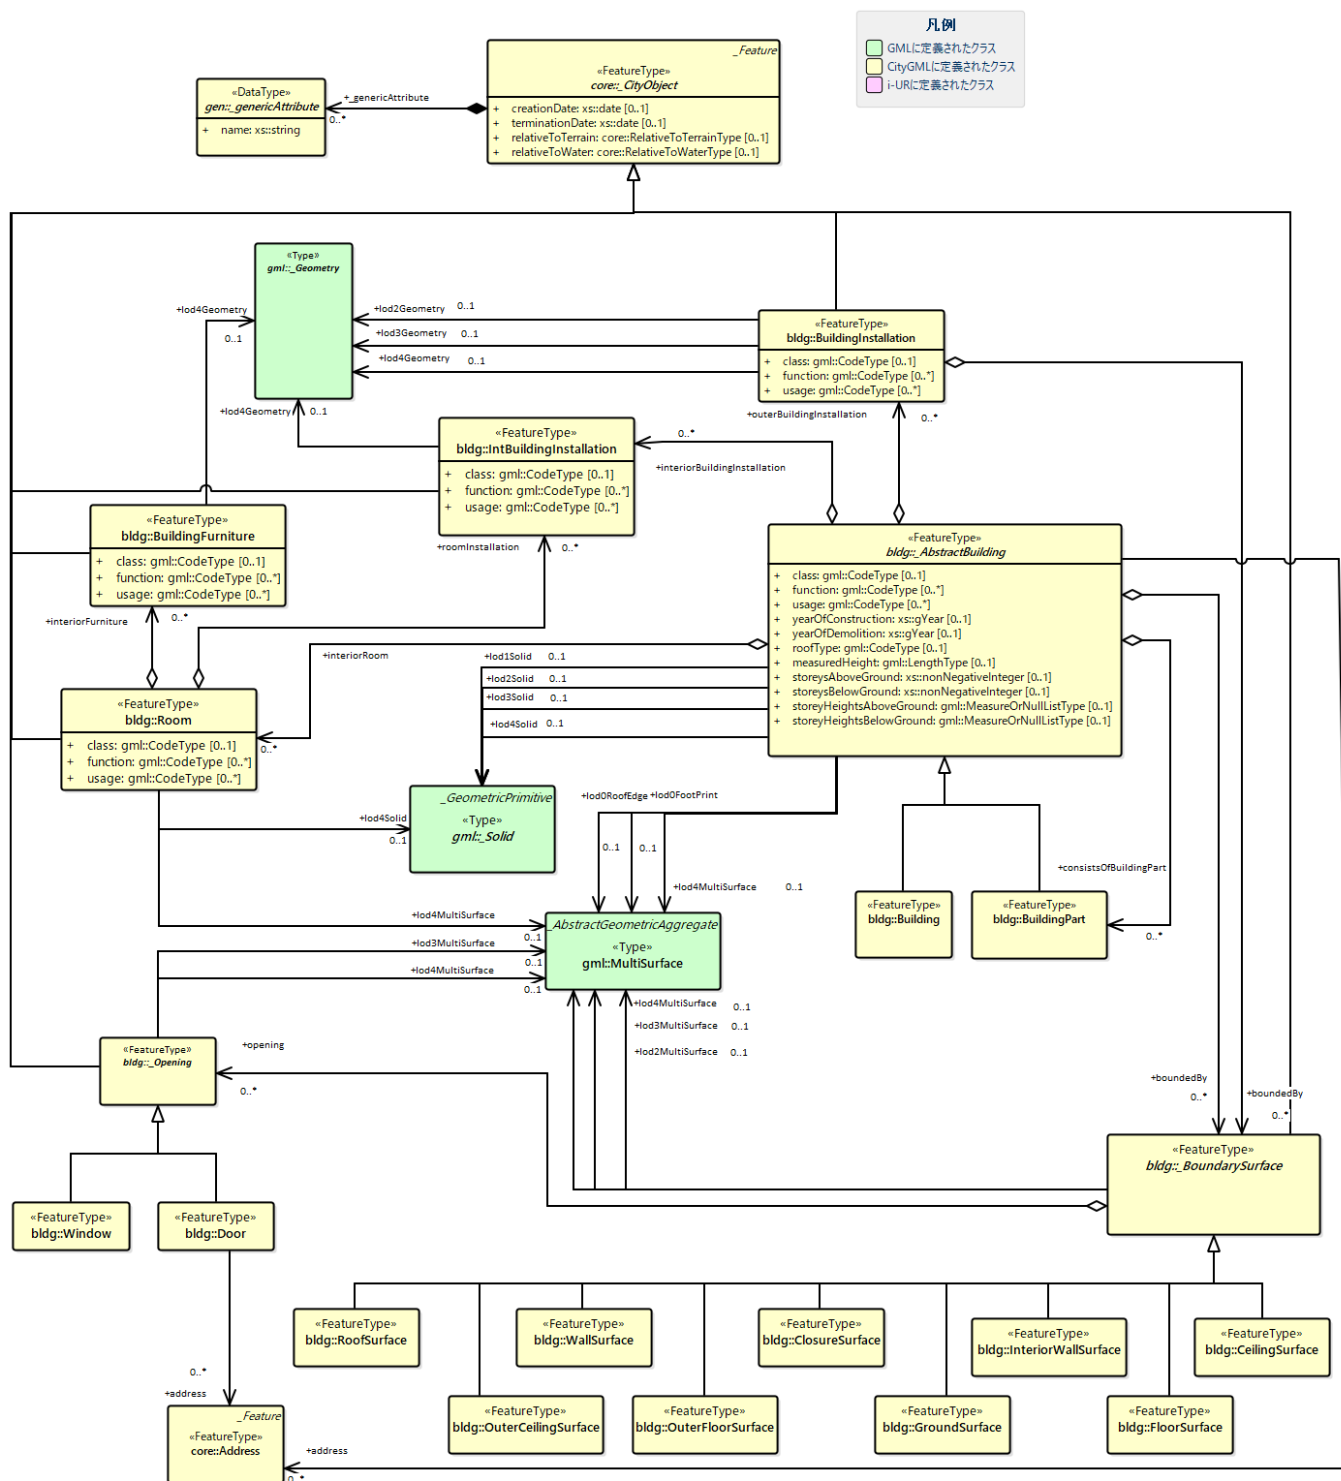 凡例
GMLに定義されたクラス
CityGMLに定義されたクラス
i-URに定義されたクラス
_Feature
«FeatureType»
core::_CityObject
+ creationDate: xs::date [0..1]
+ terminationDate: xs::date [0..1]
+ relativeToTerrain: core::RelativeToTerrainType [0..1]
+ relativeToWater: core::RelativeToWaterType [0..1]
«DataType»
gen::_genericAttribute
+ name: xs::string
+_genericAttribute
0..*
«Type»
gml::_Geometry
+lod4Geometry
0..1
+lod2Geometry 0..1
+lod3Geometry 0..1
+lod4Geometry 0..1
«FeatureType»
bldg::BuildingInstallation
+ class: gml::CodeType [0..1]
+ function: gml::CodeType [0..*]
+ usage: gml::CodeType [0..*]
+lod4Geometry 0..1
+outerBuildingInstallation 0..*
«FeatureType»
bldg::IntBuildingInstallation
+ class: gml::CodeType [0..1]
+ function: gml::CodeType [0..*]
+ usage: gml::CodeType [0..*]
0..*
+interiorBuildingInstallation
«FeatureType»
bldg::BuildingFurniture
+ class: gml::CodeType [0..1]
+ function: gml::CodeType [0..*]
+ usage: gml::CodeType [0..*]
+roomInstallation 0..*
«FeatureType»
bldg::_AbstractBuilding
+ class: gml::CodeType [0..1]
+ function: gml::CodeType [0..*]
+ usage: gml::CodeType [0..*]
+ yearOfConstruction: xs::gYear [0..1]
+ yearOfDemolition: xs::gYear [0..1]
+ roofType: gml::CodeType [0..1]
+ measuredHeight: gml::LengthType [0..1]
+ storeysAboveGround: xs::nonNegativeInteger [0..1]
+ storeysBelowGround: xs::nonNegativeInteger [0..1]
+ storeyHeightsAboveGround: gml::MeasureOrNullListType [0..1]
+ storeyHeightsBelowGround: gml::MeasureOrNullListType [0..1]
+interiorFurniture 0..*
+interiorRoom
0..*
+lod1Solid 0..1
+lod2Solid 0..1
+lod3Solid 0..1
+lod4Solid 0..1
«FeatureType»
bldg::Room
+ class: gml::CodeType [0..1]
+ function: gml::CodeType [0..*]
+ usage: gml::CodeType [0..*]
_GeometricPrimitive
«Type»
gml::_Solid
+lod4Solid
0..1
+lod0RoofEdge +lod0FootPrint
0..1 0..1
+lod4MultiSurface 0..1
+consistsOfBuildingPart
0..*
«FeatureType»
bldg::Building
«FeatureType»
bldg::BuildingPart
+lod4MultiSurface
0..1
+lod3MultiSurface
0..1
+lod4MultiSurface
0..1
_AbstractGeometricAggregate
«Type»
gml::MultiSurface
+lod4MultiSurface 0..1
+lod3MultiSurface 0..1
+lod2MultiSurface 0..1
«FeatureType»
bldg::_Opening
+opening
0..*
+boundedBy
0..*
+boundedBy
0..*
«FeatureType»
bldg::_BoundarySurface
«FeatureType»
bldg::Window
«FeatureType»
bldg::Door
«FeatureType»
bldg::RoofSurface
«FeatureType»
bldg::WallSurface
«FeatureType»
bldg::ClosureSurface
«FeatureType»
bldg::InteriorWallSurface
«FeatureType»
bldg::CeilingSurface
«FeatureType»
bldg::OuterCeilingSurface
«FeatureType»
bldg::OuterFloorSurface
«FeatureType»
bldg::GroundSurface
«FeatureType»
bldg::FloorSurface
0..*
+address
_Feature
«FeatureType»
core::Address
+address
0..*